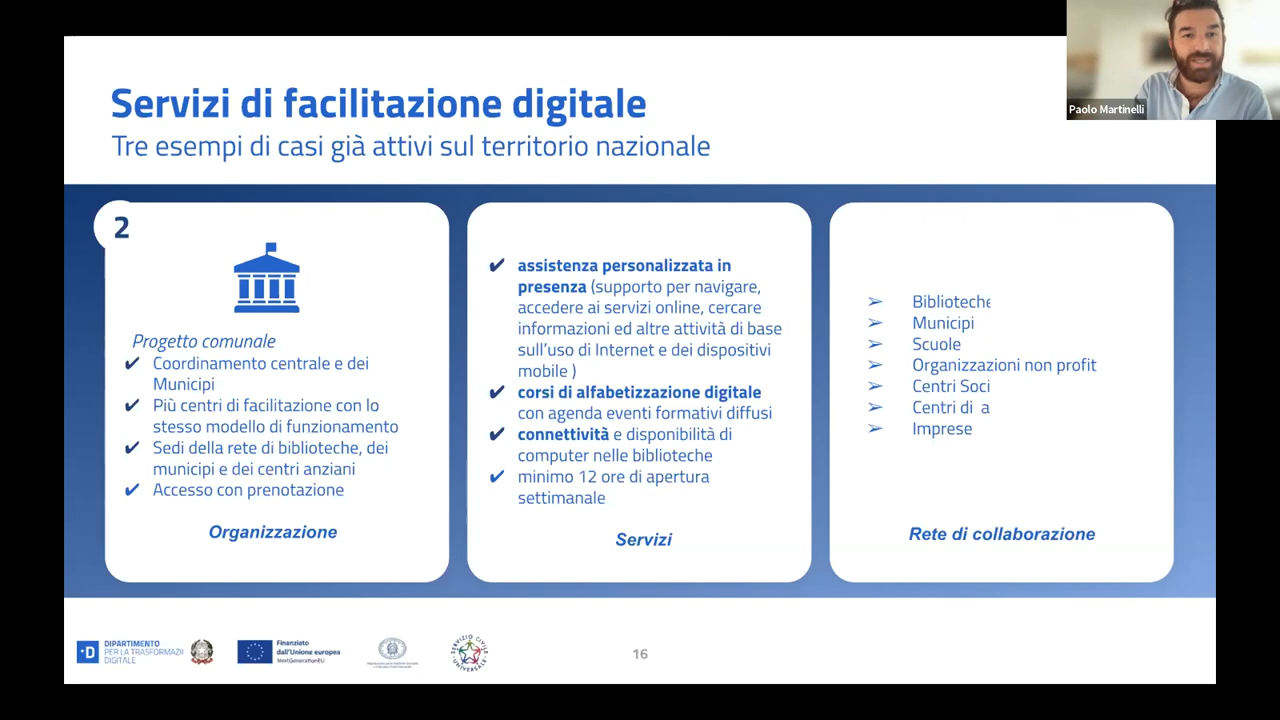 Paolo Martinelli
Servizi di facilitazione digitale
Tre esempi di casi già attivi sul territorio nazionale
2
Progetto comunale
✔ Coordinamento centrale e dei
Municipi
✔ Più centri di facilitazione con lo
stesso modello di funzionamento
✔ Sedi della rete di biblioteche, dei
municipi e dei centri anziani
✔ Accesso con prenotazione
Organizzazione
✔ assistenza personalizzata in
presenza (supporto per navigare,
accedere ai servizi online, cercare
informazioni ed altre attività di base
sull'uso di Internet e dei dispositivi
mobile )
✔ corsi di alfabetizzazione digitale
con agenda eventi formativi diffusi
✔ connettività e disponibilità di
computer nelle biblioteche
✔ minimo 12 ore di apertura
settimanale
Servizi
➢ Biblioteche
➢ Municipi
➢ Scuole
➢ Organizzazioni non profit
➢ Centri Soci
➢ Centri di a
➢ Imprese
Rete di collaborazione
·D DIPARTIMENTO
PER LA TRASFORMAZI
DIGITALE
Finanziato
dall'Unione europea
NextGenerationEU
SERVIZIO CIVILE UNIVERSALE
16